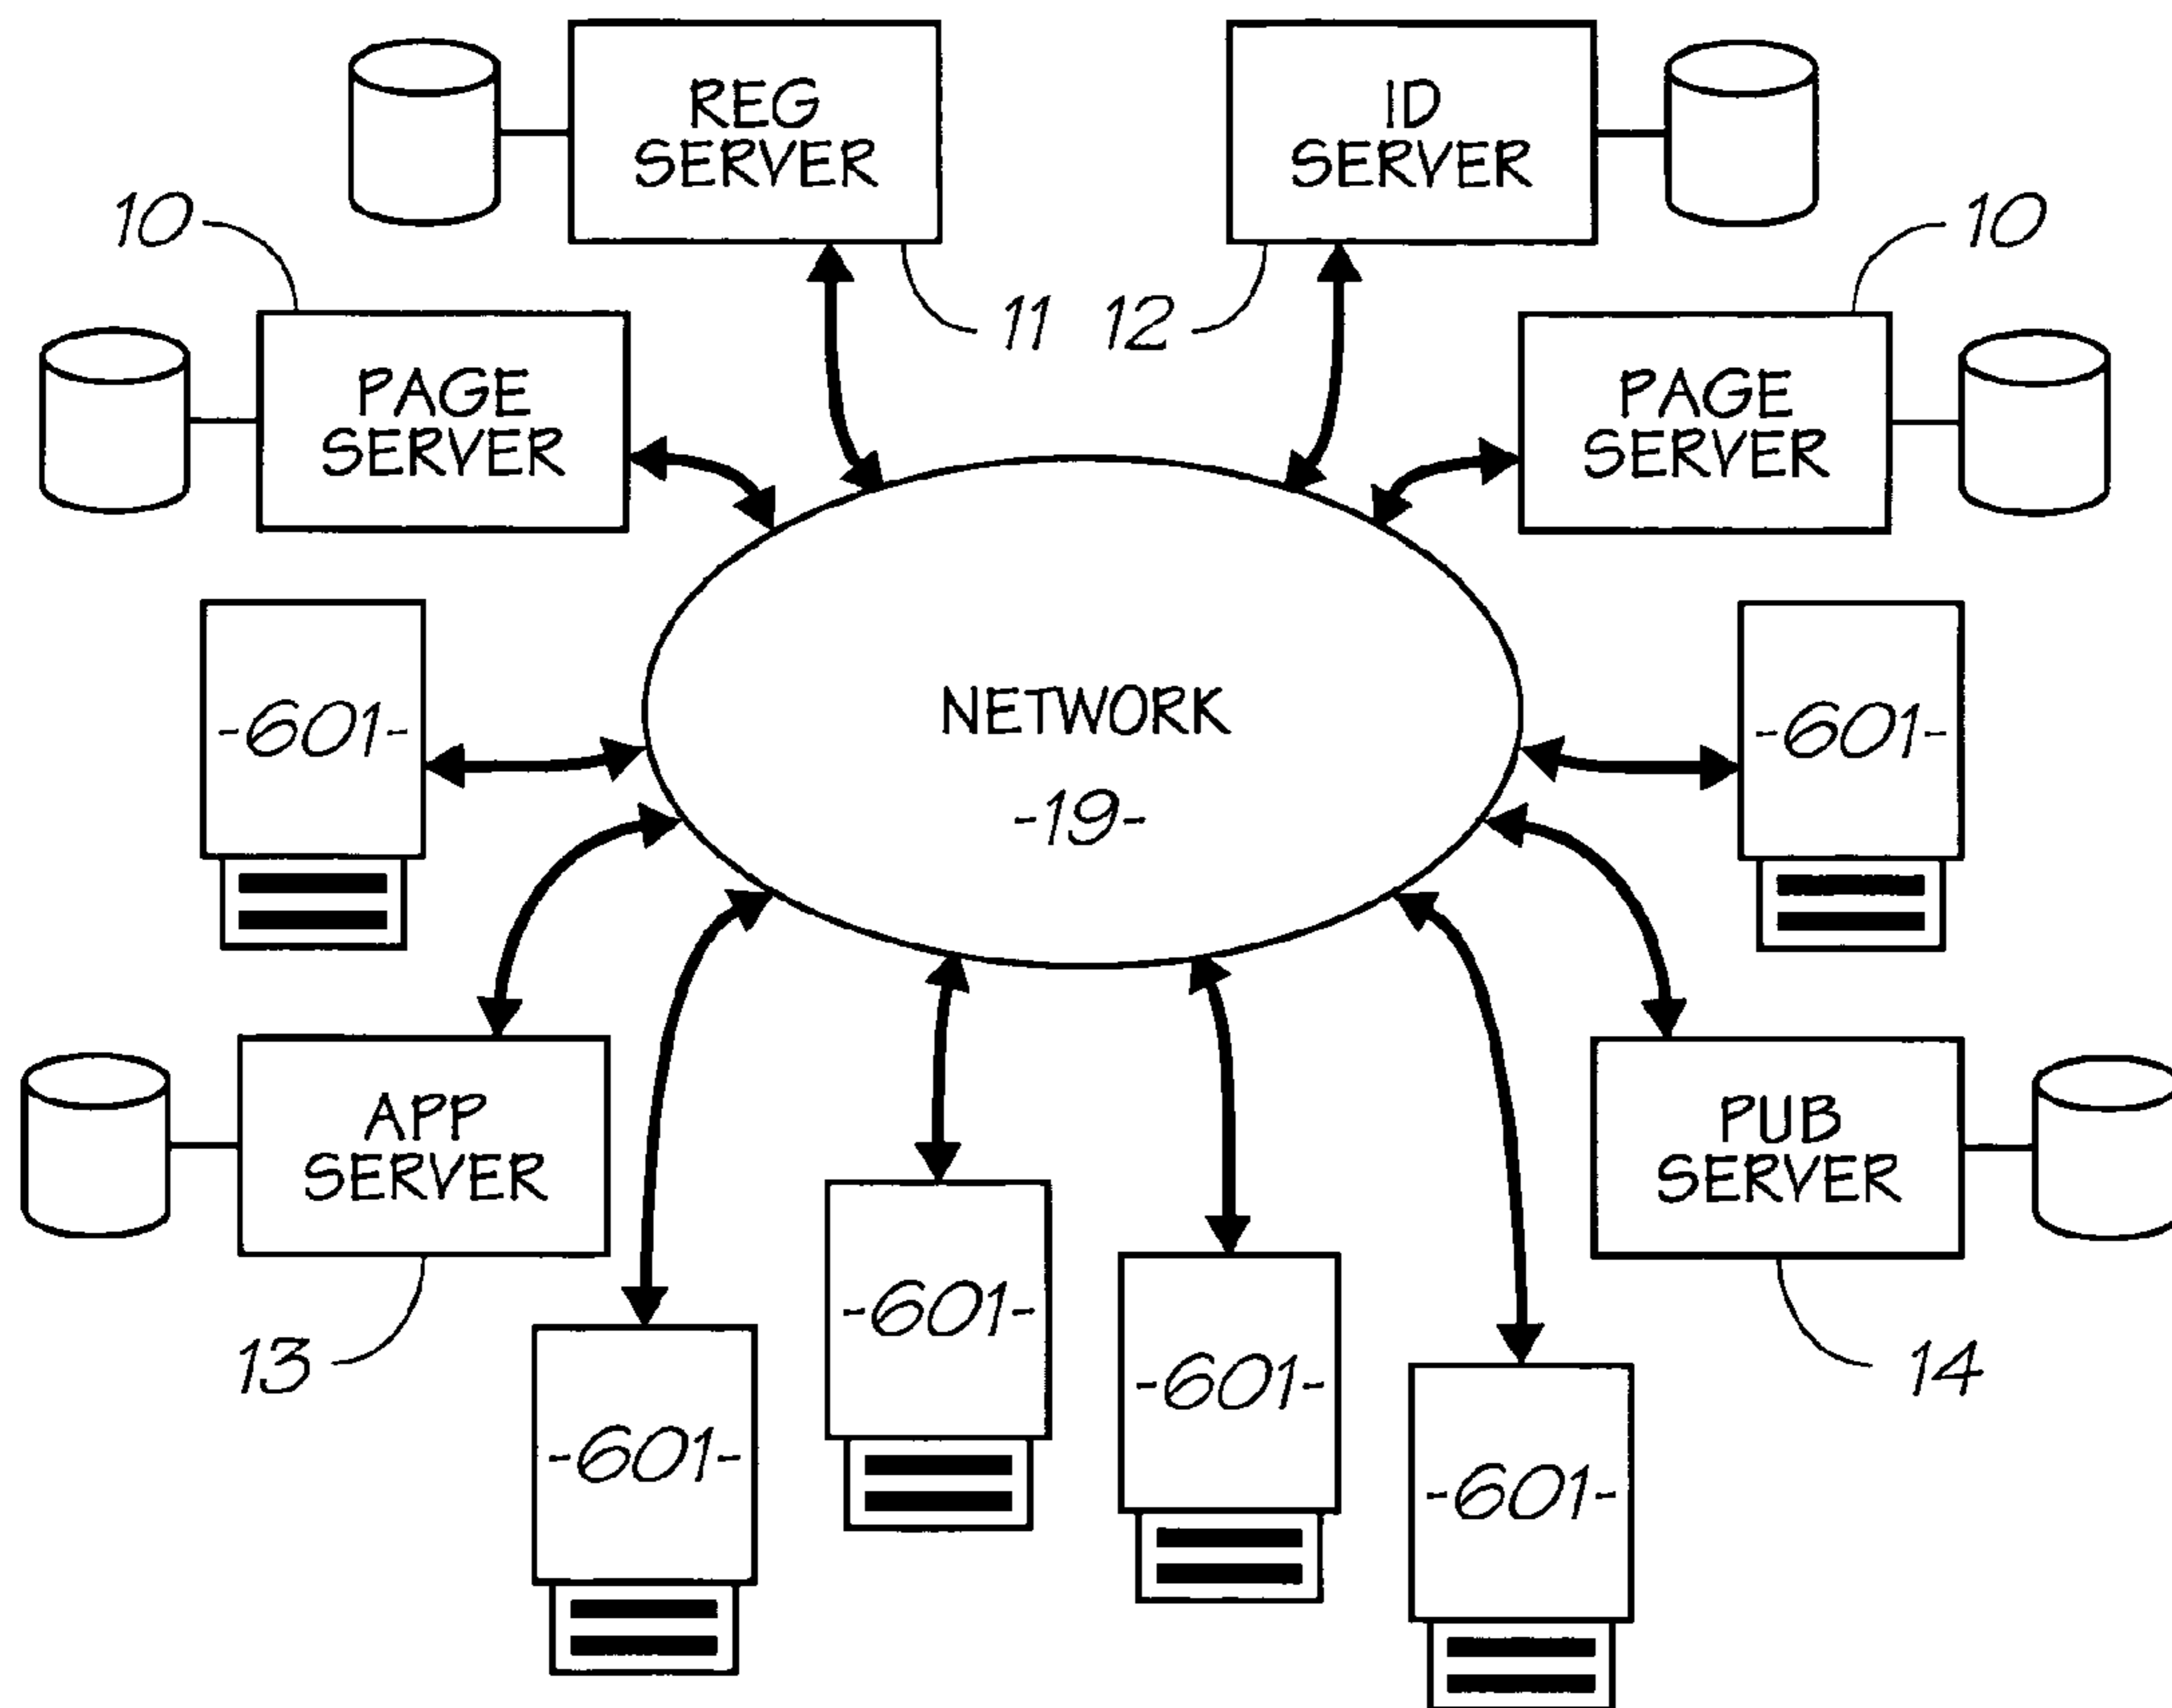 REG
SERVER
ID
SERVER
10
10
11
12
PAGE
SERVER
PAGE
SERVER
-601-
NETWORK
-19-
-601-
APP
SERVER
PUB
SERVER
13
-601-
-601-
-601-
-601-
14